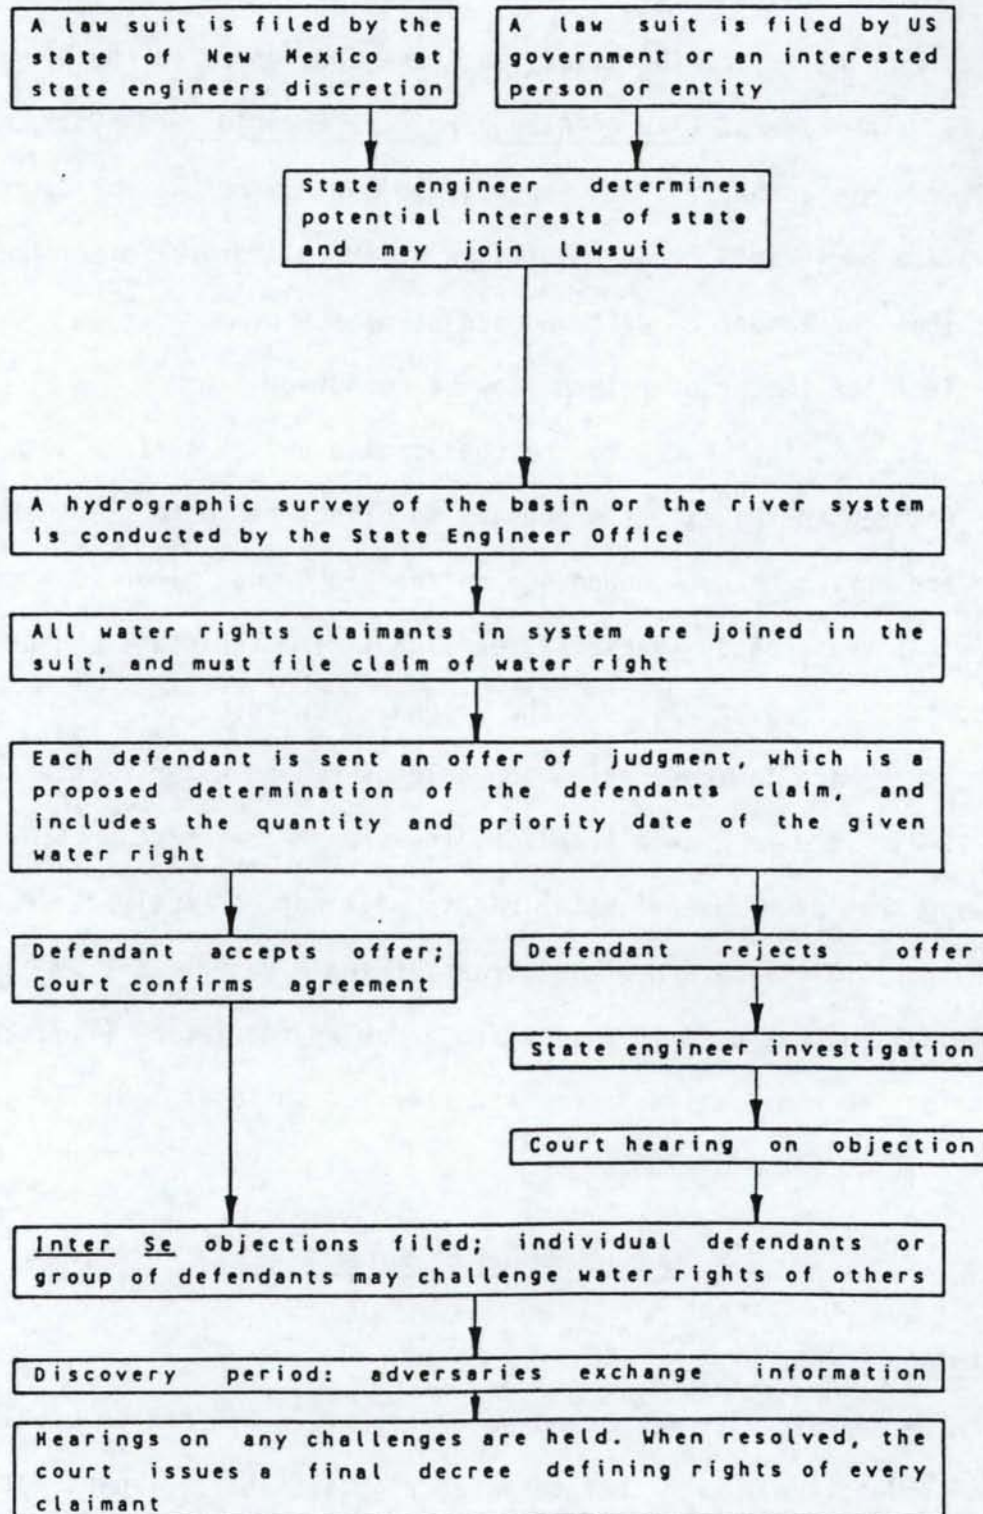 A law suit is filed by the
state of New Mexico at
state engineers discretion
A law suit is filed by US
government or an interested
person or entity
State engineer determines
potential interests of state
and may join lawsuit
A hydrographic survey of the basin or the river system
is conducted by the State Engineer Office
All water rights claimants in system are joined in the
suit, and must file claim of water right
Each defendant is sent an offer of judgment, which is a
proposed determination of the defendants claim, and
includes the quantity and priority date of the given
water right
Defendant accepts offer;
Court confirms agreement
Defendant rejects offer
State engineer investigation
Court hearing on objection
Inter Se objections filed; individual defendants or
group of defendants may challenge water rights of others
Discovery period: adversaries exchange information
Hearings on any challenges are held. When resolved, the
court issues a final decree defining rights of every
claimant